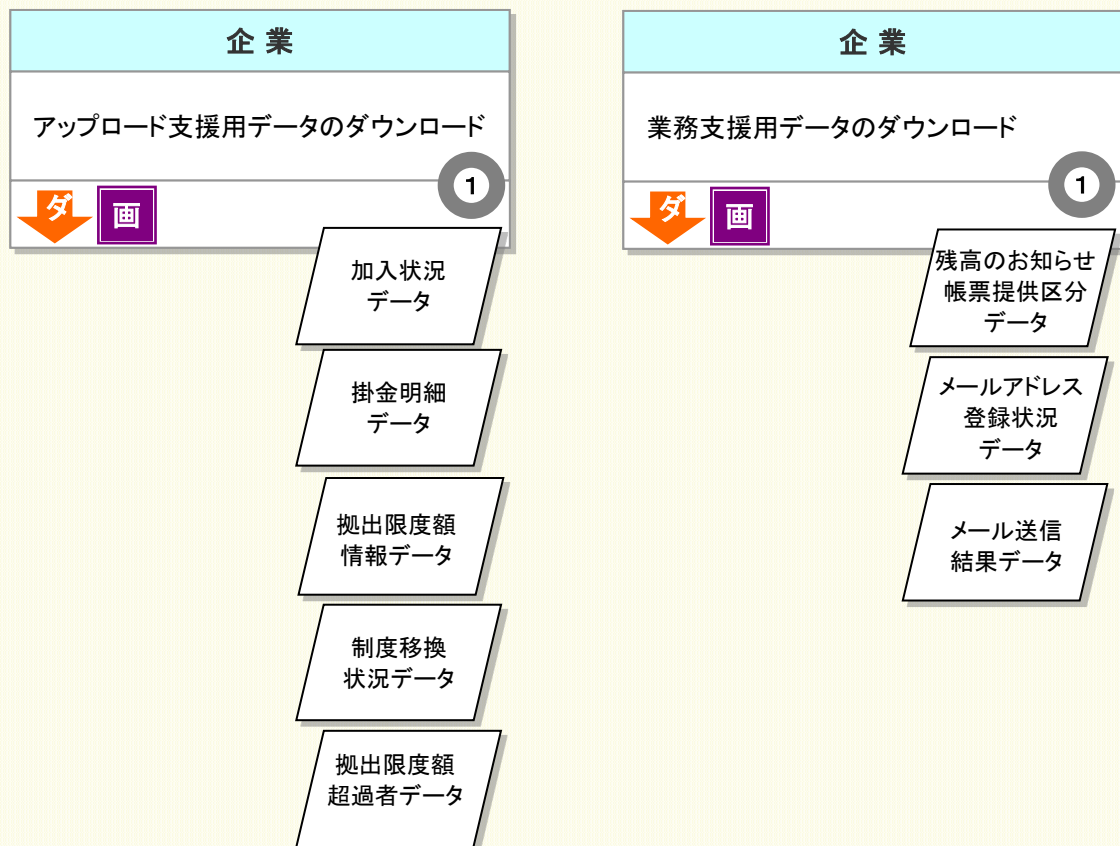 企 業
アップロード支援用データのダウンロード
1
ダ
画
加入状況
データ
掛金明細
データ
拠出限度額
情報データ
制度移換
状況データ
拠出限度額
超過者データ
企 業
業務支援用データのダウンロード
1
ダ
画
残高のお知らせ
帳票提供区分
データ
メールアドレス
登録状況
データ
メール送信
結果データ